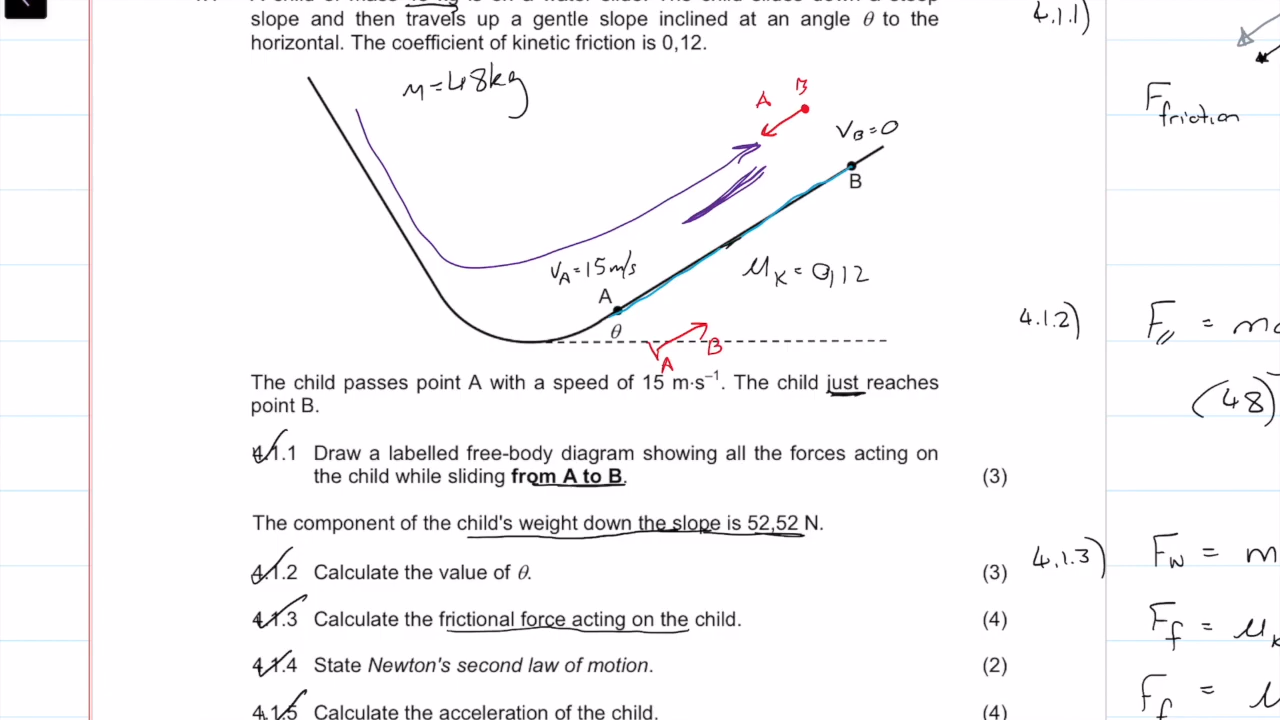 slope and then travels up a gentle slope inclined at an angle θ to the
horizontal. The coefficient of kinetic friction is 0,12.
4.1.1)
F friction
m=48kg
A B
V_B=0
B
V_A=15m/s
μ_K = 0,12
A
θ
A B
4.1.2)
F_// = m
(48)
The child passes point A with a speed of 15 m·s⁻¹. The child just reaches
point B.
4.1.1 Draw a labelled free-body diagram showing all the forces acting on
the child while sliding from A to B. (3)
The component of the child's weight down the slope is 52,52 N.
4.1.2 Calculate the value of θ. (3)
4.1.3 Calculate the frictional force acting on the child. (4)
4.1.4 State Newton's second law of motion. (2)
4.1.5 Calculate the acceleration of the child. (4)
4.1.3)
F_N = m
F_f = μ_K
F_f =